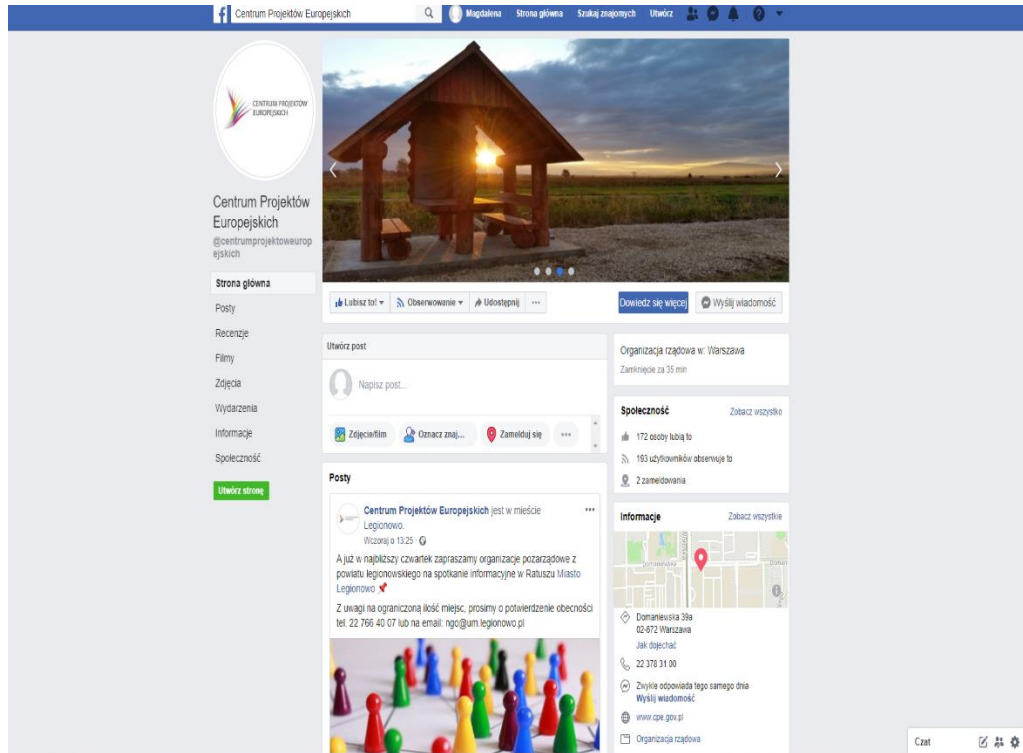 Centrum Projektów Europejskich
Magdalena Strona główna Szukaj znajomych Utwórz
CENTRUM PROJEKTÓW
EUROPEJSKICH
Centrum Projektów
Europejskich
@centrumprojektoweurop
ejskich
Strona główna
Posty
Recenzje
Filmy
Zdjęcia
Wydarzenia
Informacje
Społeczność
Utwórz stronę
Lubisz to! Obserwowanie Udostępnij ...
Dowiedz się więcej Wyślij wiadomość
Utwórz post
Napisz post...
Zdjęcie/film Oznacz znaj... Zamelduj się ...
Posty
Centrum Projektów Europejskich jest w mieście
Legionowo.
Wczoraj o 13:25 ·
A już w najbliższy czwartek zapraszamy organizacje pozarządowe z
powiatu legionowskiego na spotkanie informacyjne w Ratuszu Miasto
Legionowo
Z uwagi na ograniczoną ilość miejsc, prosimy o potwierdzenie obecności
tel. 22 766 40 07 lub na email: ngo@um.legionowo.pl
Organizacja rządowa w: Warszawa
Zamknięcie za 35 min
Społeczność Zobacz wszystko
172 osoby lubią to
193 użytkowników obserwuje to
2 zameldowania
Informacje Zobacz wszystkie
Domaniewska
Domaniewska 39a
02-672 Warszawa
Jak dojechać
22 378 31 00
Zwykle odpowiada tego samego dnia
Wyślij wiadomość
www.cpe.gov.pl
Organizacja rządowa
Czat